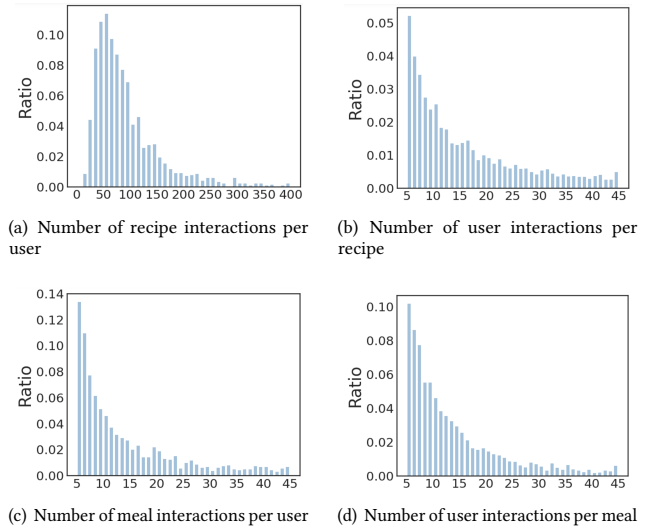 0.10
0.08
0.06
0.04
0.02
0.00
Ratio
0 50 100 150 200 250 300 350 400
(a) Number of recipe interactions per
user
0.05
0.04
0.03
0.02
0.01
0.00
Ratio
5 10 15 20 25 30 35 40 45
(b) Number of user interactions per
recipe
0.14
0.12
0.10
0.08
0.06
0.04
0.02
0.00
Ratio
5 10 15 20 25 30 35 40 45
(c) Number of meal interactions per user
0.10
0.08
0.06
0.04
0.02
0.00
Ratio
5 10 15 20 25 30 35 40 45
(d) Number of user interactions per meal